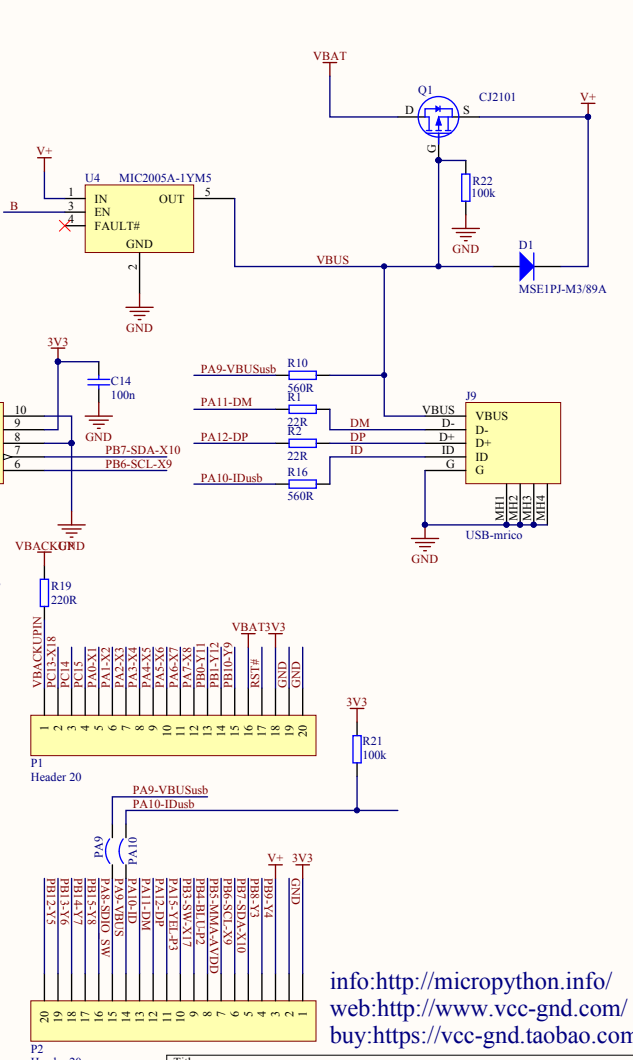 VBAT
Q1
CJ2101
D
S
V+
G
R22
100k
GND
V+
U4
MIC2005A-1YM5
1
IN
OUT
5
B
3
EN
4
FAULT#
GND
2
GND
VBUS
D1
MSE1PJ-M3/89A
3V3
C14
100n
GND
10
9
8
7
6
PB7-SDA-X10
PB6-SCL-X9
GND
PA9-VBUSusb
R10
560R
PA11-DM
R1
22R
DM
PA12-DP
R2
22R
DP
ID
PA10-IDusb
R16
560R
J9
VBUS
D-
D+
ID
G
VBUS
D-
D+
ID
G
MH1
MH2
MH3
MH4
USB-mrico
GND
VBACKUP
R19
220R
VBAT
3V3
VBACKUPIN
PC13-X18
PC14
PC15
PA0-X1
PA1-X2
PA2-X3
PA3-X4
PA4-X5
PA5-X6
PA6-X7
PA7-X8
PB0-Y11
PB1-Y12
PB10-Y9
RST#
GND
GND
1
2
3
4
5
6
7
8
9
10
11
12
13
14
15
16
17
18
19
20
P1
Header 20
3V3
R21
100k
PA9-VBUSusb
PA10-IDusb
PA9
PA10
V+
3V3
PB12-Y5
PB13-Y6
PB14-Y7
PB15-Y8
PA8-SDIO_SW
PA9-VBUS
PA10-ID
PA11-DM
PA12-DP
PA15-YEL-P3
PB3-SW-X17
PB4-BLU-P2
PB5-MMA-AVDD
PB6-SCL-X9
PB7-SDA-X10
PB8-Y3
PB9-Y4
GND
20
19
18
17
16
15
14
13
12
11
10
9
8
7
6
5
4
3
2
1
P2
Header 20
info:http://micropython.info/
web:http://www.vcc-gnd.com/
buy:https://vcc-gnd.taobao.com
Title